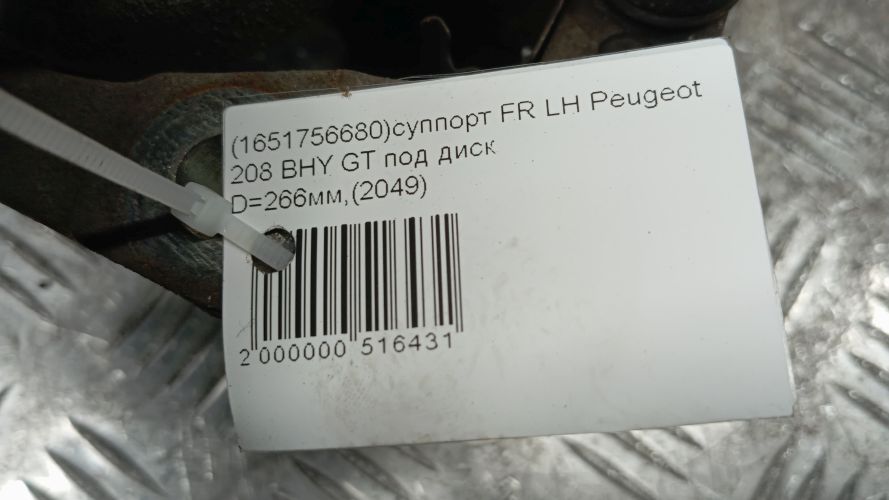 (1651756680)суппорт FR LH Peugeot
208 BHY GT под диск
D=266мм,(2049)
2 000000 516431